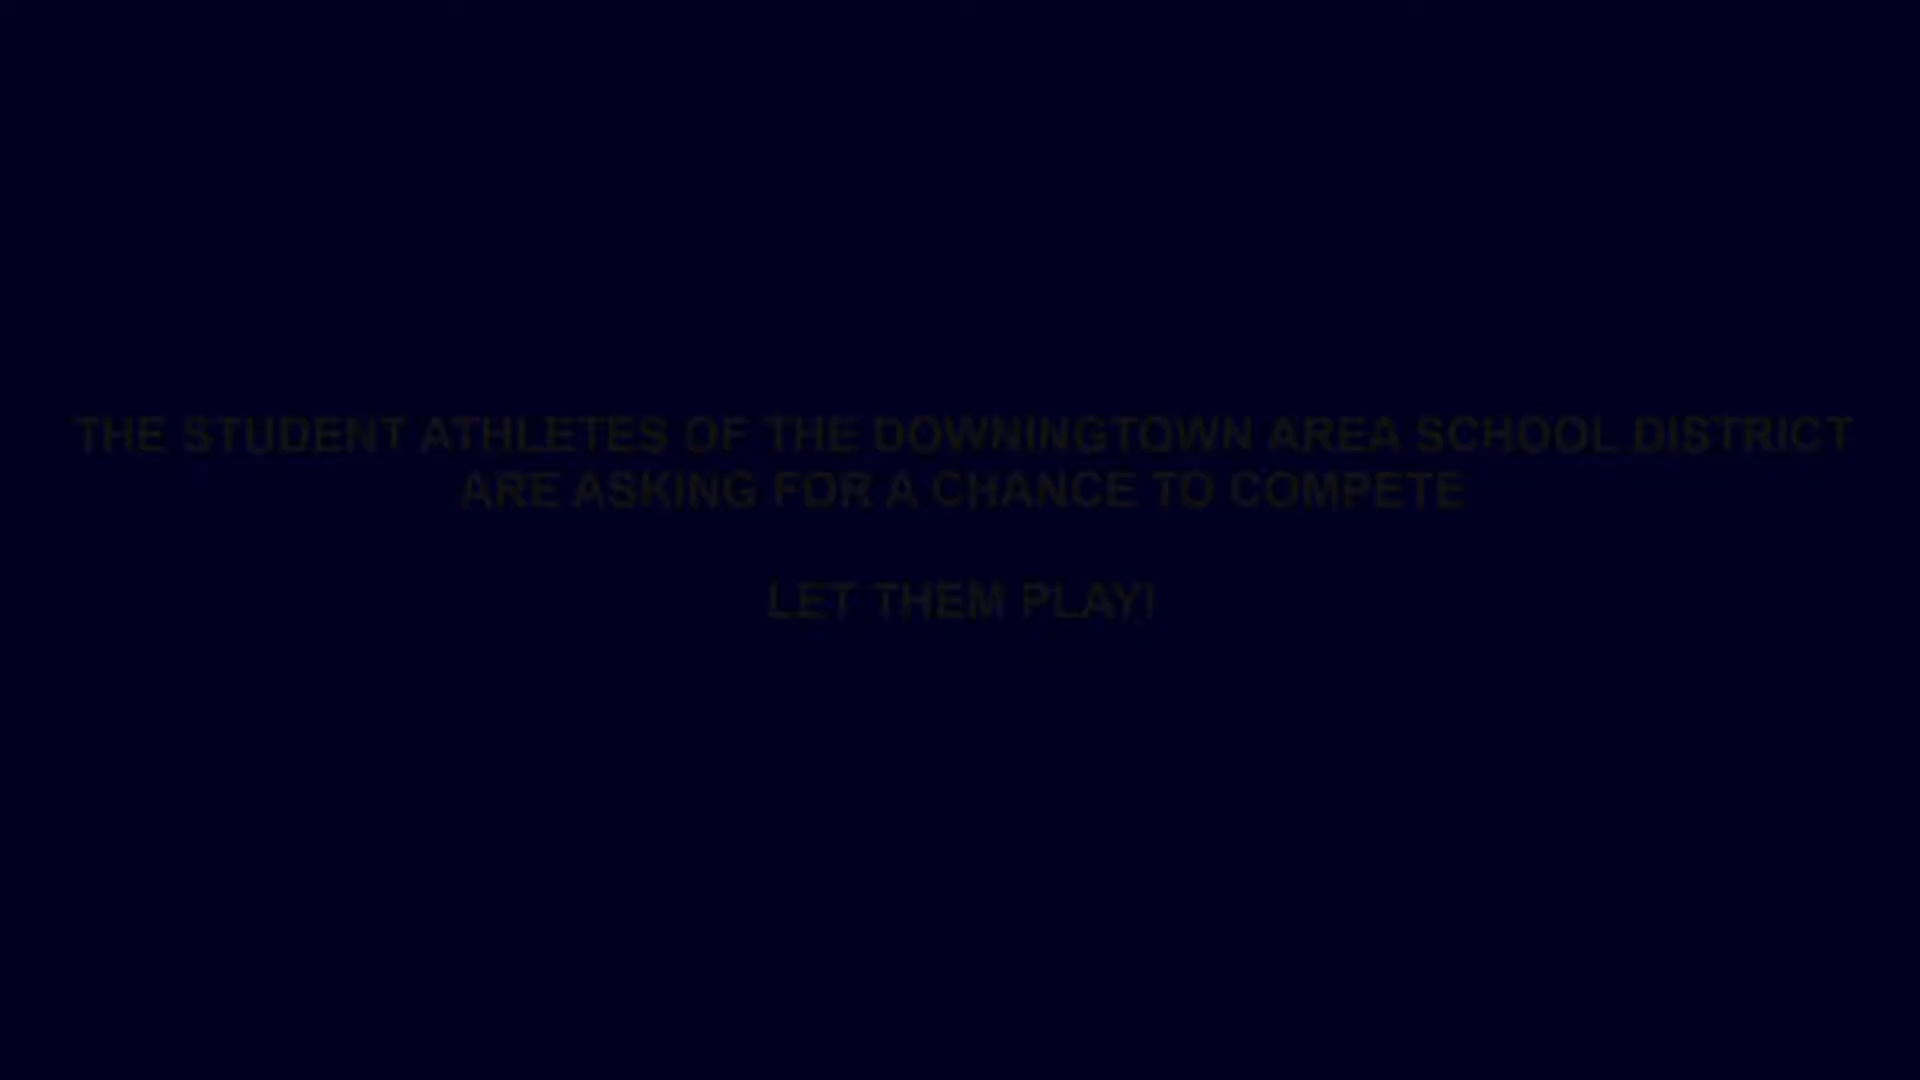 THE STUDENT ATHLETES OF THE DOWNINGTOWN AREA SCHOOL DISTRICT
ARE ASKING FOR A CHANCE TO COMPETE
LET THEM PLAY!